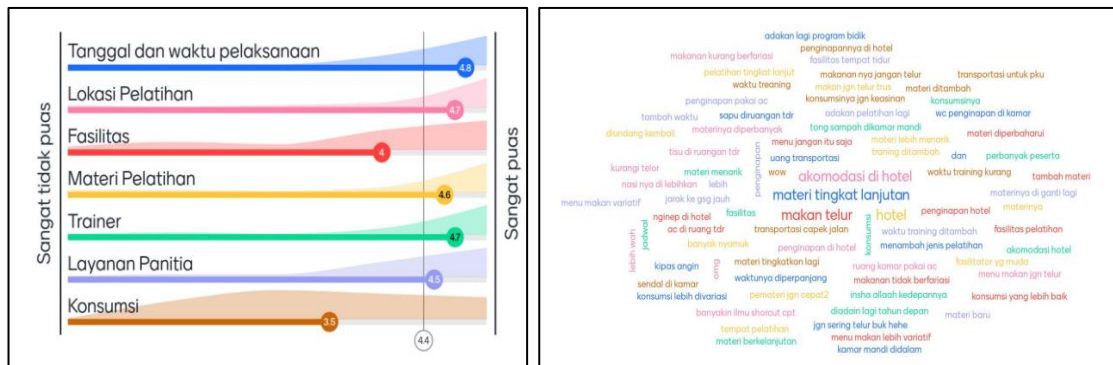 Tanggal dan waktu pelaksanaan
4.8
Lokasi Pelatihan
4.7
Fasilitas
4
Materi Pelatihan
4.6
Trainer
4.7
Layanan Panitia
4.5
Konsumsi
3.5
4.4
Sangat tidak puas
Sangat puas
adakan lagi program bidik
penginapannya di hotel
makanan kurang berfariasi
fasilitas tempat tidur
pelatihan tingkat lanjut
makanan nya jangan telur
transportasi untuk pku
waktu treaning
makan jgn telur trus
materi ditambah
konsumsinya jgn keasinan
konsumsinya
penginapan pakai ac
adakan pelatihan lagi
wc penginapan di kamar
tambah waktu
sapu diruangan tdr
diundang kembali
materinya diperbanyak
tong sampah dikamar mandi
materi diperbaharui
menu jangan itu saja
materi lebih menarik
tisu di ruangan tdr
penginapan
uang transportasi
traning ditambah
dan
perbanyak peserta
kurangi telor
materi menarik
wow
akomodasi di hotel
waktu training kurang
tambah materi
nasi nya di lebihkan
lebih
materi tingkat lanjutan
materinya di ganti lagi
menu makan variatif
jarak ke gsg jauh
nginep di hotel
fasilitas
makan telur
hotel
penginapan hotel
materinya
ac di ruang tdr
transportasi capek jalan
konsumsi
waktu training ditambah
fasilitas pelatihan
lebih wah
jadwal
banyak nyamuk
penginapan di hotel
menambah jenis pelatihan
akomodasi hotel
kipas angin
omg
materi tingkatkan lagi
ruang kamar pakai ac
fasilitator yg muda
waktunya diperpanjang
makanan tidak berfariasi
menu makan jgn telur
sendal di kamar
konsumsi lebih divariasi
pemateri jgn cepat2
insha allaah kedepannya
konsumsi yang lebih baik
banyakin ilmu shorcut cpt
diadain lagi tahun depan
materi baru
tempat pelatihan
jgn sering telur buk hehe
materi berkelanjutan
menu makan lebih variatif
kamar mandi didalam